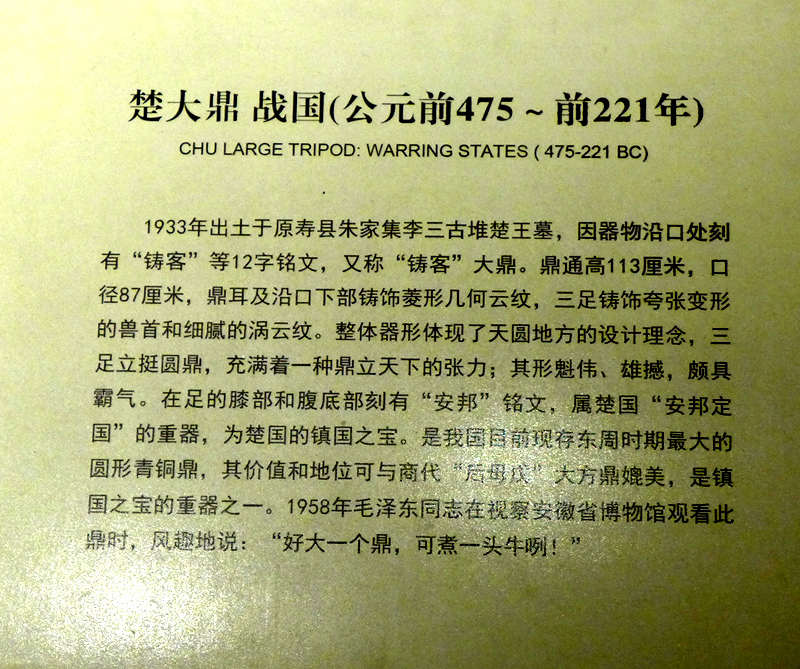 楚大鼎 战国(公元前475~前221年)
CHU LARGE TRIPOD: WARRING STATES ( 475-221 BC)
1933年出土于原寿县朱家集李三古堆楚王墓，因器物沿口处刻
有“铸客”等12字铭文，又称“铸客”大鼎。鼎通高113厘米，口
径87厘米，鼎耳及沿口下部铸饰菱形几何云纹，三足铸饰夸张变形
的兽首和细腻的涡云纹。整体器形体现了天圆地方的设计理念，三
足立挺圆鼎，充满着一种鼎立天下的张力；其形魁伟、雄撼，颇具
霸气。在足的膝部和腹底部刻有“安邦”铭文，属楚国“安邦定
国”的重器，为楚国的镇国之宝。是我国目前现存东周时期最大的
圆形青铜鼎，其价值和地位可与商代“后母戊”大方鼎媲美，是镇
国之宝的重器之一。1958年毛泽东同志在视察安徽省博物馆观看此
鼎时，风趣地说：“好大一个鼎，可煮一头牛咧！”